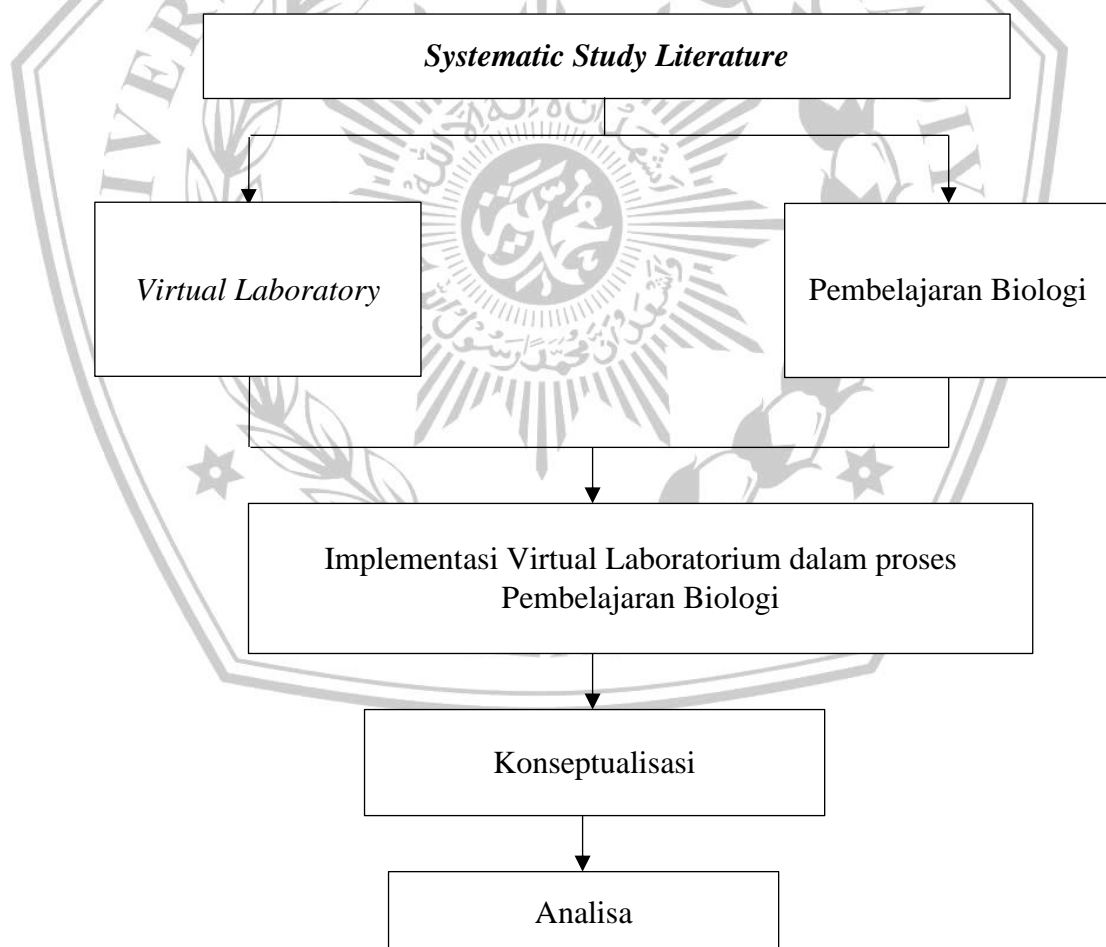 Systematic Study Literature
Virtual Laboratory
Pembelajaran Biologi
Implementasi Virtual Laboratorium dalam proses
Pembelajaran Biologi
Konseptualisasi
Analisa